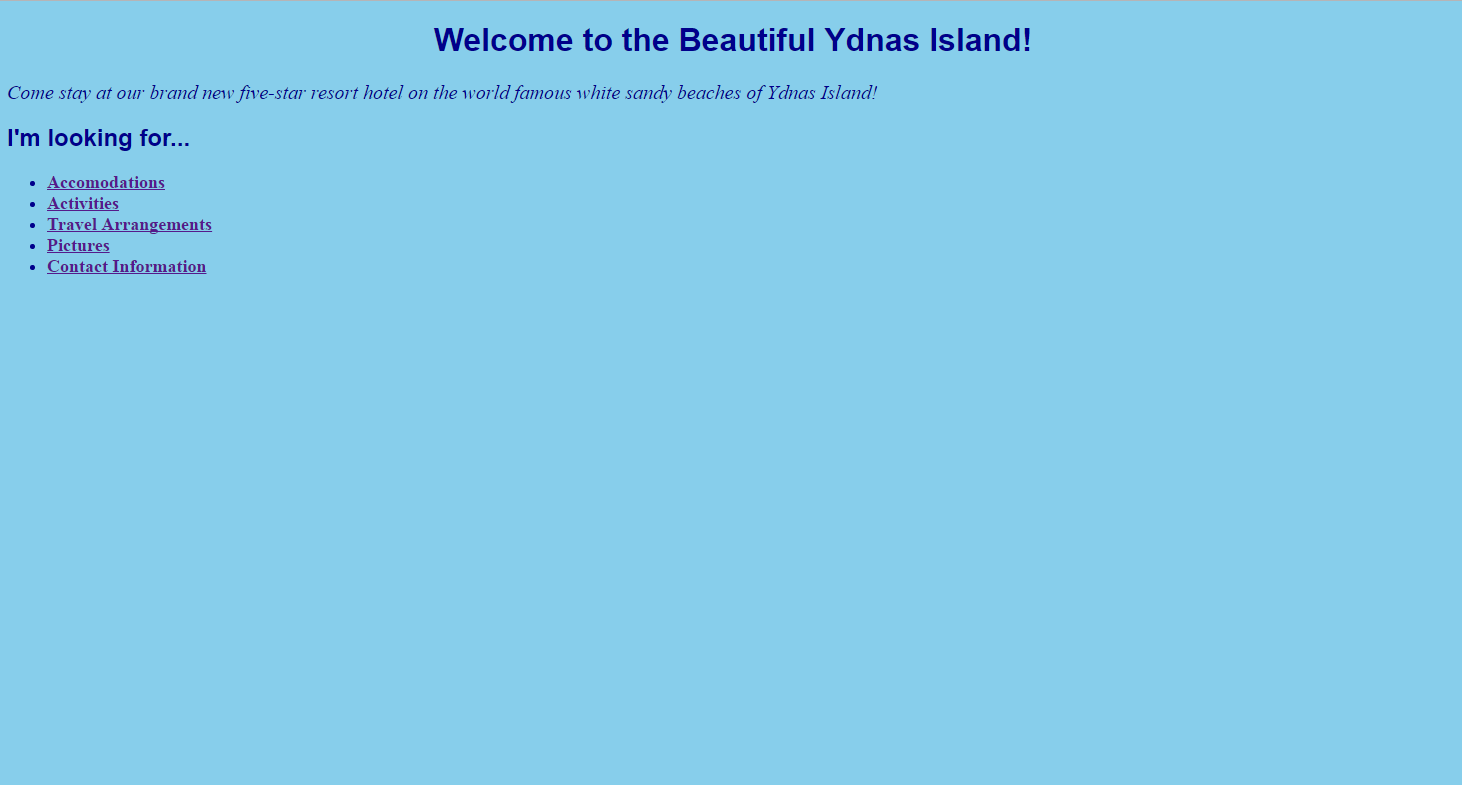 Welcome to the Beautiful Ydnas Island!
Come stay at our brand new five-star resort hotel on the world famous white sandy beaches of Ydnas Island!
I'm looking for...
• Accomodations
• Activities
• Travel Arrangements
• Pictures
• Contact Information